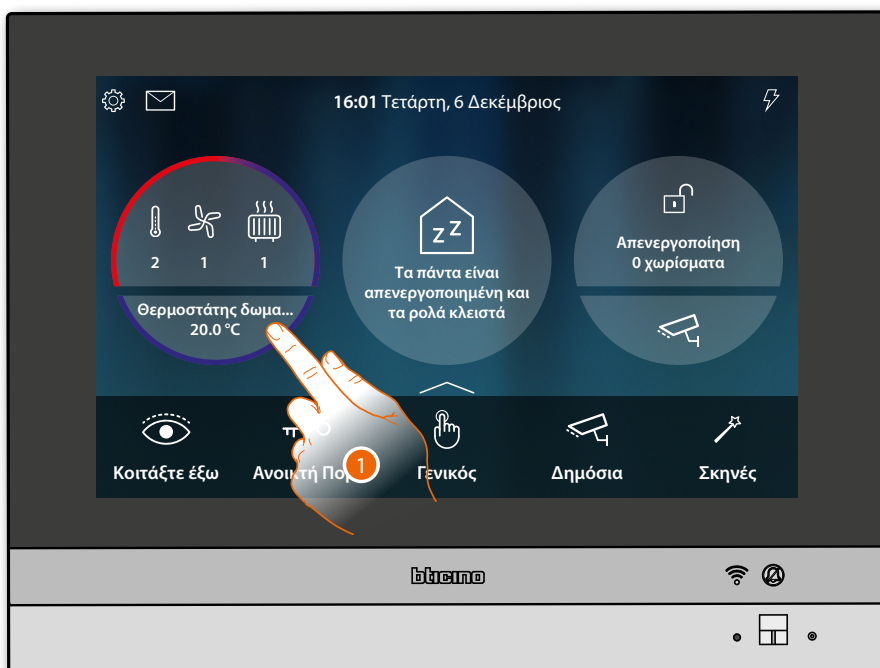 16:01 Τετάρτη, 6 Δεκέμβριος
2 1 1
Θερμοστάτης δωμα...
20.0 °C
z z
Τα πάντα είναι
απενεργοποιημένη και
τα ρολά κλειστά
Απενεργοποίηση
0 χωρίσματα
Κοιτάξτε έξω
Ανοικτή
Γενικός
Δημόσια
Σκηνές
1
bticino